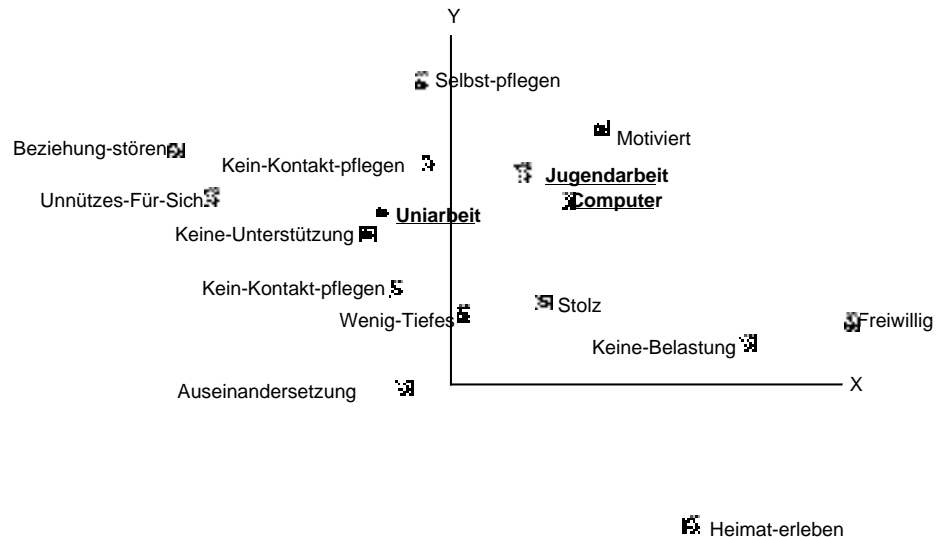 Y
Selbst-pflegen
Motiviert
Beziehung-stören
Kein-Kontakt-pflegen
Jugendarbeit
Unnützes-Für-Sich
Computer
Uniarbeit
Keine-Unterstützung
Kein-Kontakt-pflegen
Stolz
Wenig-Tiefes
Freiwillig
Keine-Belastung
X
Auseinandersetzung
Heimat-erleben